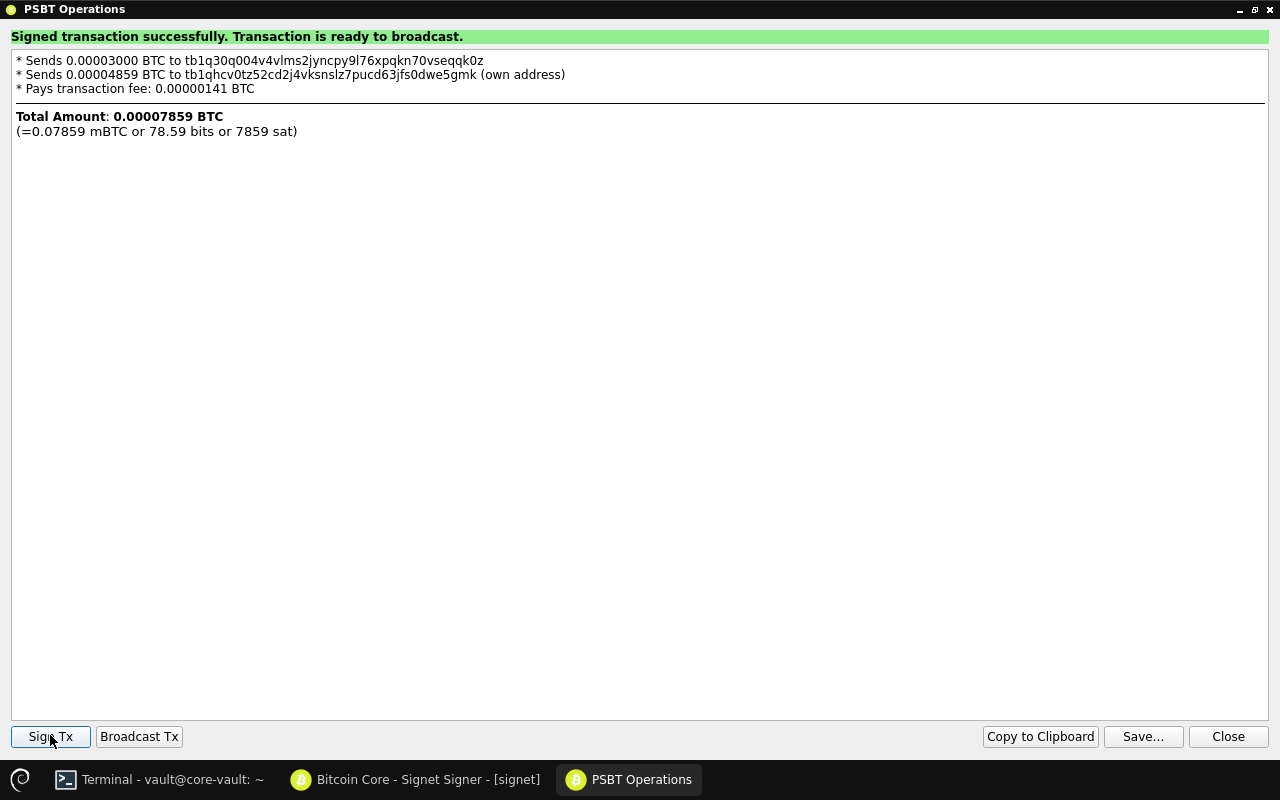 PSBT Operations
Signed transaction successfully. Transaction is ready to broadcast.
* Sends 0.00003000 BTC to tb1q30q004v4vlms2jyncpy9l76xpqkn70vseqqk0z
* Sends 0.00004859 BTC to tb1qhcv0tz52cd2j4vksnslz7pucd63jfs0dwe5gmk (own address)
* Pays transaction fee: 0.00000141 BTC
Total Amount: 0.00007859 BTC
(=0.07859 mBTC or 78.59 bits or 7859 sat)
Sign Tx
Broadcast Tx
Copy to Clipboard
Save...
Close
Terminal - vault@core-vault: ~
Bitcoin Core - Signet Signer - [signet]
PSBT Operations